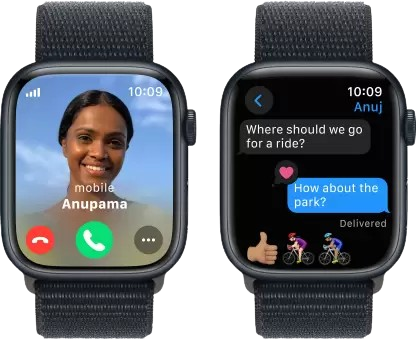 10:09
mobile
Anupama
10:09
Anuj
Where should we go
for a ride?
How about the
park?
Delivered